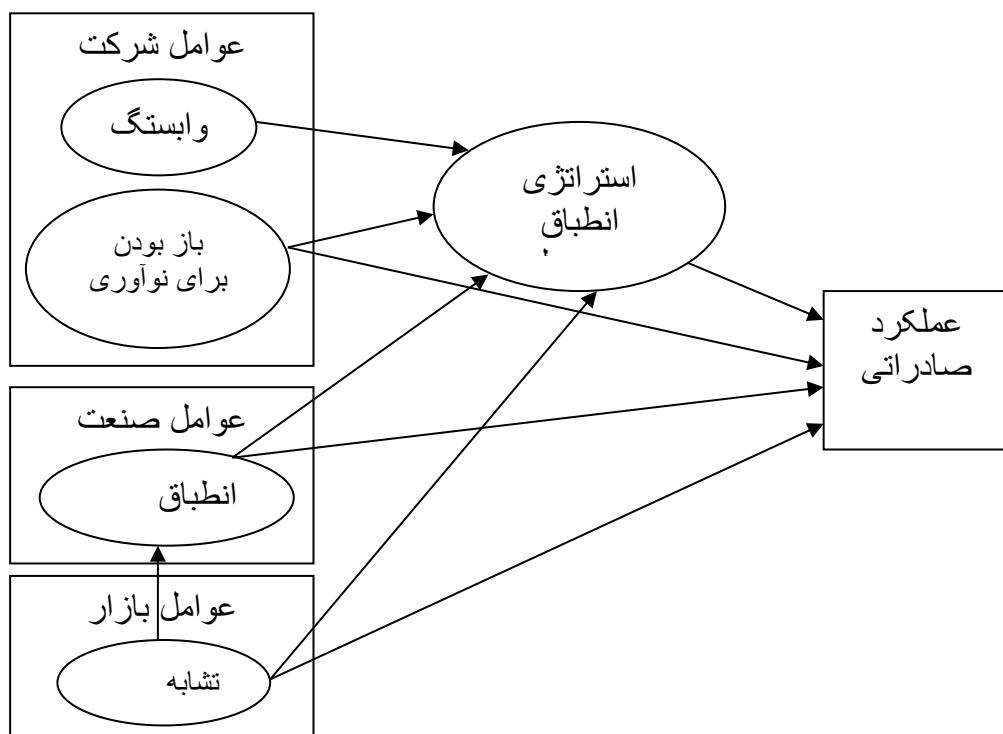 عوامل شرکت
وابستگ
باز بودن
برای نوآوری
استراتژی
انطباق
عملکرد
صادراتی
عوامل صنعت
انطباق
عوامل بازار
تشابه